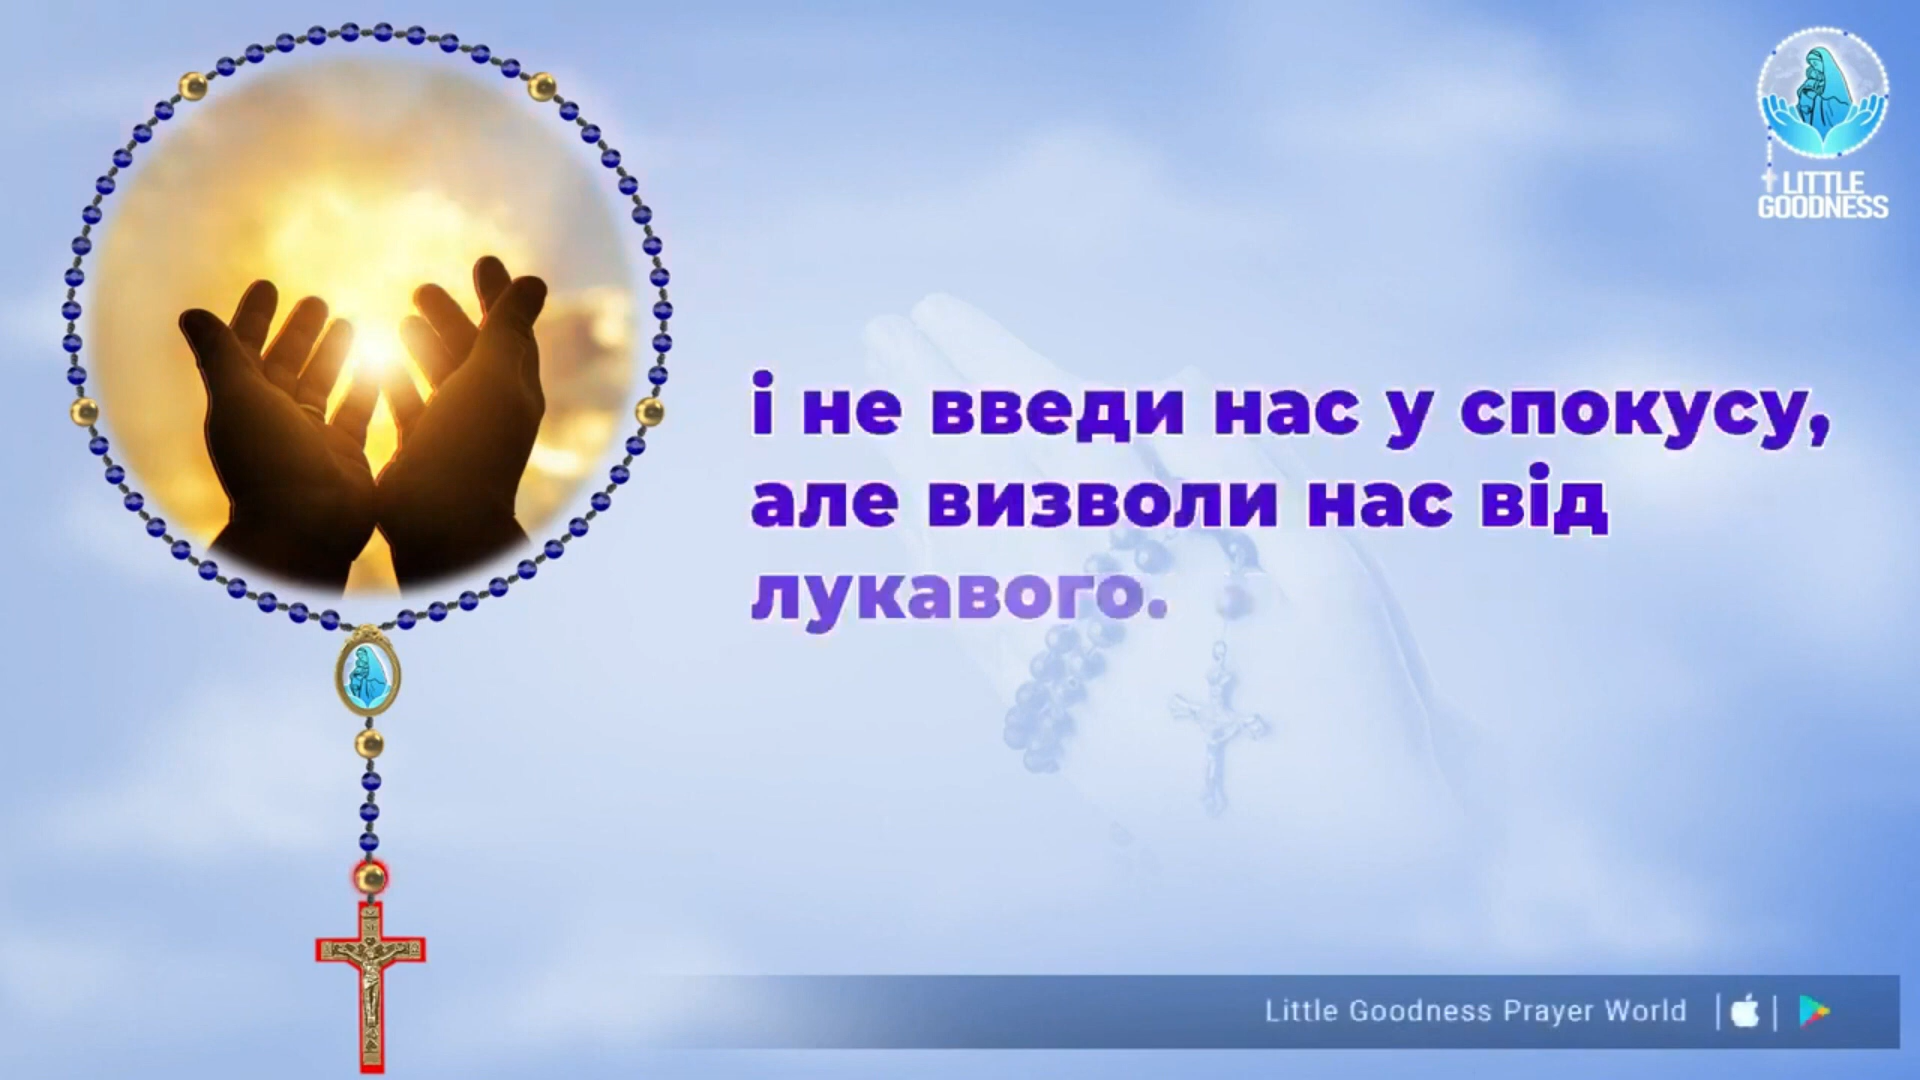 LITTLE
GOODNESS
і не введи нас у спокусу,
але визволи нас від
лукавого.
Little Goodness Prayer World